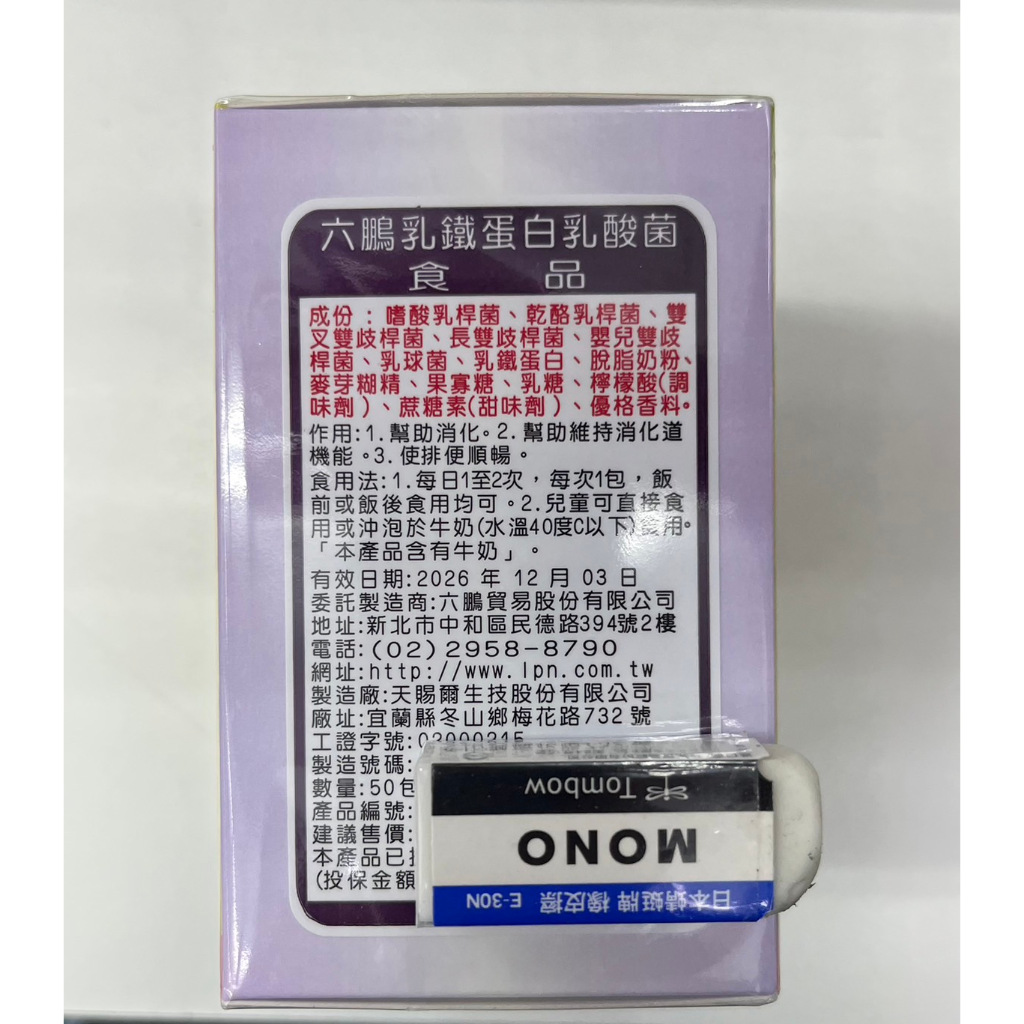 六鵬乳鐵蛋白乳酸菌
食品
成份：嗜酸乳桿菌、乾酪乳桿菌、雙
叉雙歧桿菌、長雙歧桿菌、嬰兒雙歧
桿菌、乳球菌、乳鐵蛋白、脫脂奶粉、
麥芽糊精、果寡糖、乳糖、檸檬酸(調
味劑)、蔗糖素(甜味劑)、優格香料。
作用:1.幫助消化。2.幫助維持消化道
機能。3.使排便順暢。
食用法:1.每日1至2次，每次1包，飯
前或飯後食用均可。2.兒童可直接食
用或沖泡於牛奶(水溫40度C以下)食用。
「本產品含有牛奶」。
有效日期:2026 年 12 月 03 日
委託製造商:六鵬貿易股份有限公司
地址:新北市中和區民德路394號2樓
電話:(02)2958-8790
網址:http://www.lpn.com.tw
製造廠:天賜爾生技股份有限公司
廠址:宜蘭縣冬山鄉梅花路732號
工證字號:
製造號碼:
數量:50包
產品編號:
建議售價:
本產品已
(投保金額
Tombow
MONO
日本蜻蜓牌 橡皮擦 E-30N